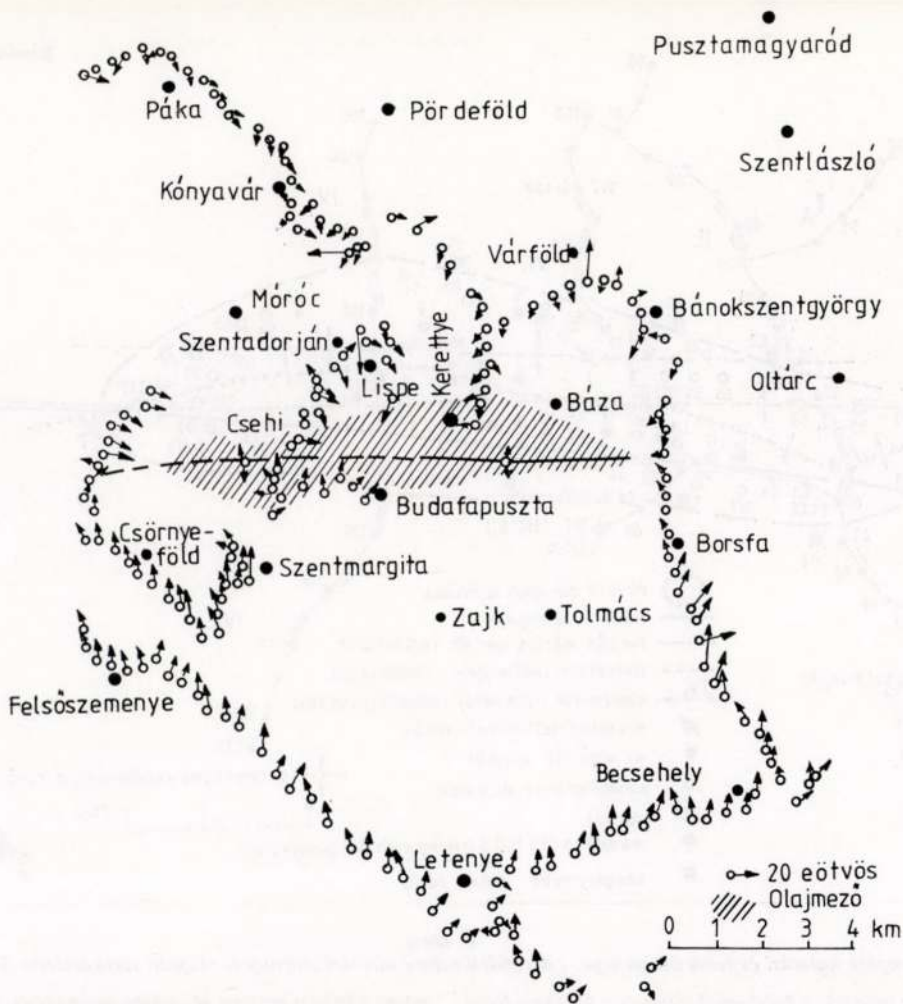 Pusztamagyaród
Páka
Pördeföld
Szentlászló
Kónyavár
Várföld
Móróc
Bánokszentgyörgy
Szentadorján
Kerettye
Lispe
Oltárc
Báza
Csehi
Budafapuszta
Csörnye-
föld
Borsfa
Szentmargita
Zajk
Tolmács
Felsőszemenye
Becsehely
Letenye
20 eötvös
Olajmező
0 1 2 3 4 km